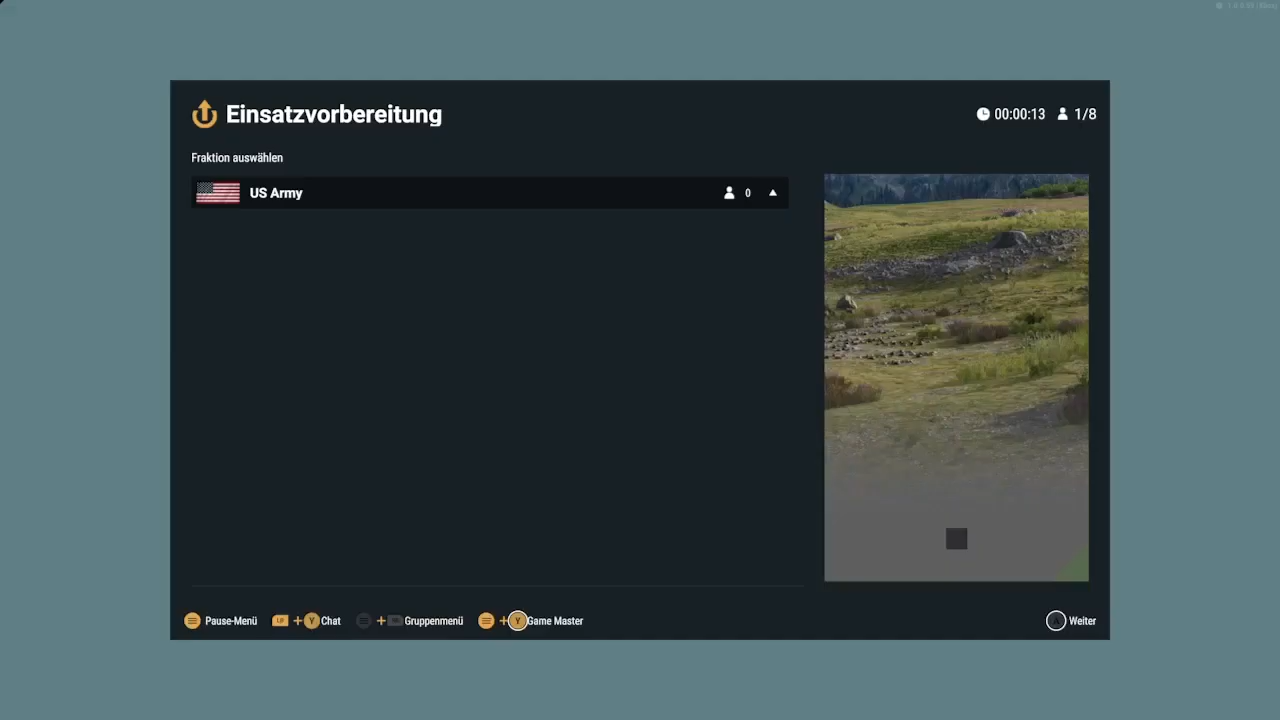 Einsatzvorbereitung
00:00:13 1/8
Fraktion auswählen
US Army 0
Pause-Menü + Y Chat + Gruppenmenü + Y Game Master A Weiter